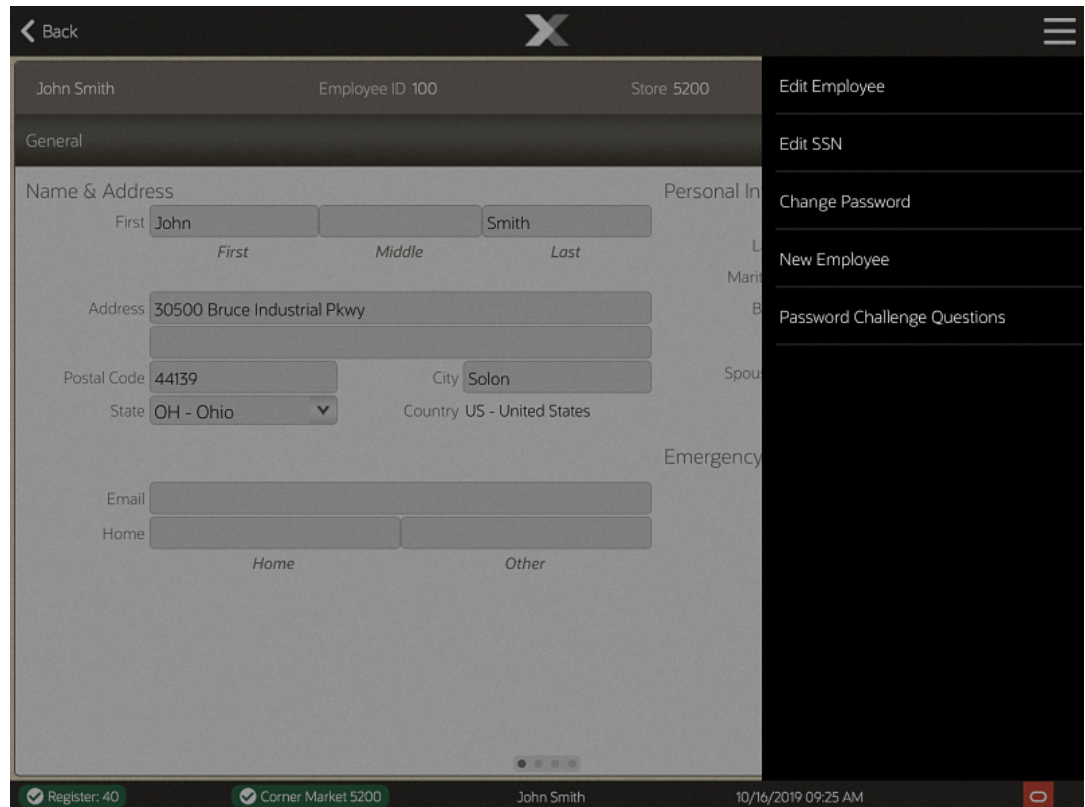 Back
John Smith Employee ID 100 Store 5200
General
Name & Address
First John Smith
First Middle Last
Address 30500 Bruce Industrial Pkwy
Postal Code 44139 City Solon
State OH - Ohio Country US - United States
Email
Home
Home Other
Personal In
L
Marit
B
Spou
Emergency
Edit Employee
Edit SSN
Change Password
New Employee
Password Challenge Questions
Register: 40 Corner Market 5200 John Smith 10/16/2019 09:25 AM